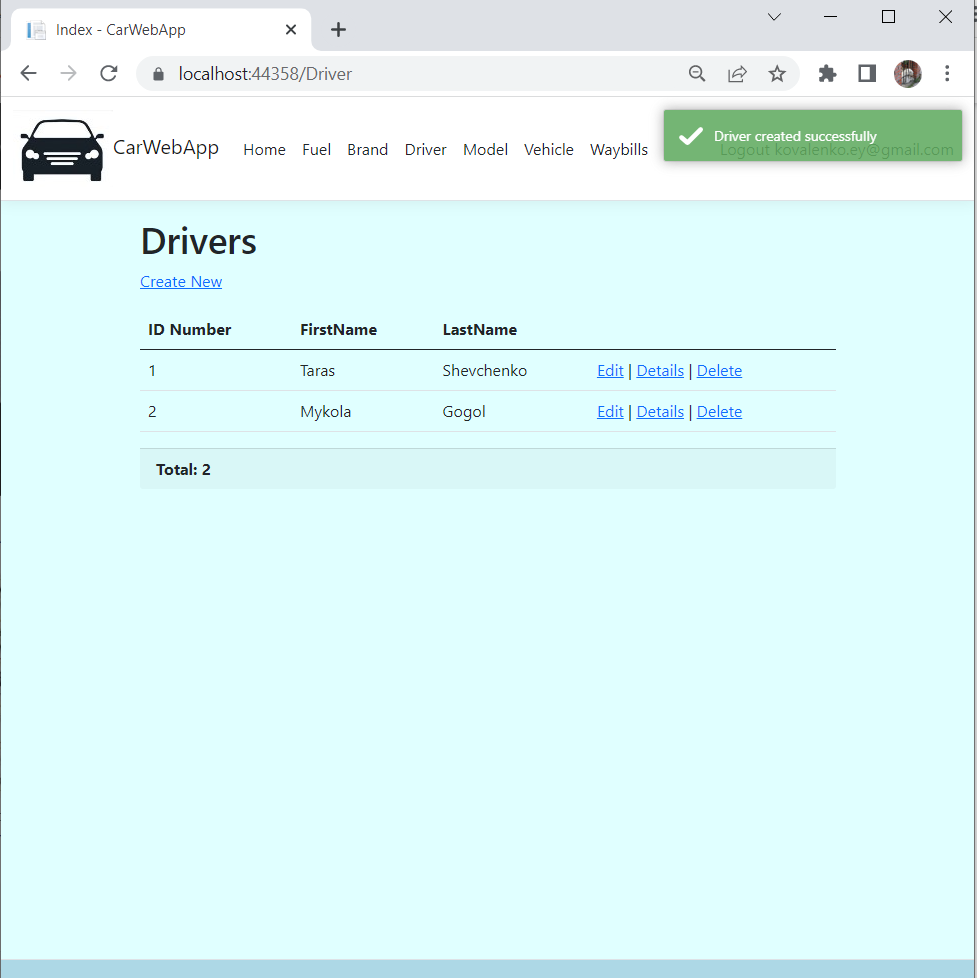 Index - CarWebApp
localhost:44358/Driver
CarWebApp Home Fuel Brand Driver Model Vehicle Waybills
Driver created successfully
Logout kovalenko.ey@gmail.com
Drivers
Create New
ID Number FirstName LastName
1 Taras Shevchenko Edit | Details | Delete
2 Mykola Gogol Edit | Details | Delete
Total: 2